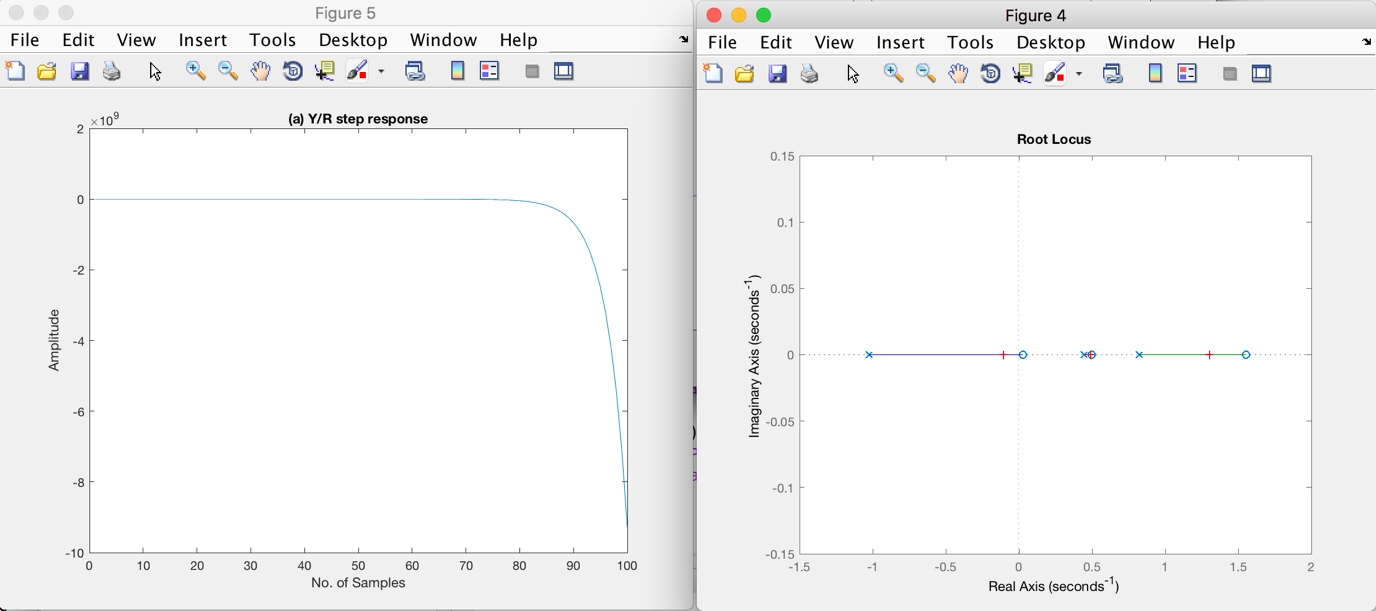 Figure 5
File Edit View Insert Tools Desktop Window Help
(a) Y/R step response
×10^9
2
0
-2
-4
-6
-8
-10
Amplitude
0 10 20 30 40 50 60 70 80 90 100
No. of Samples
Figure 4
File Edit View Insert Tools Desktop Window Help
Root Locus
0.15
0.1
0.05
0
-0.05
-0.1
-0.15
Imaginary Axis (seconds^-1)
-1.5 -1 -0.5 0 0.5 1 1.5 2
Real Axis (seconds^-1)